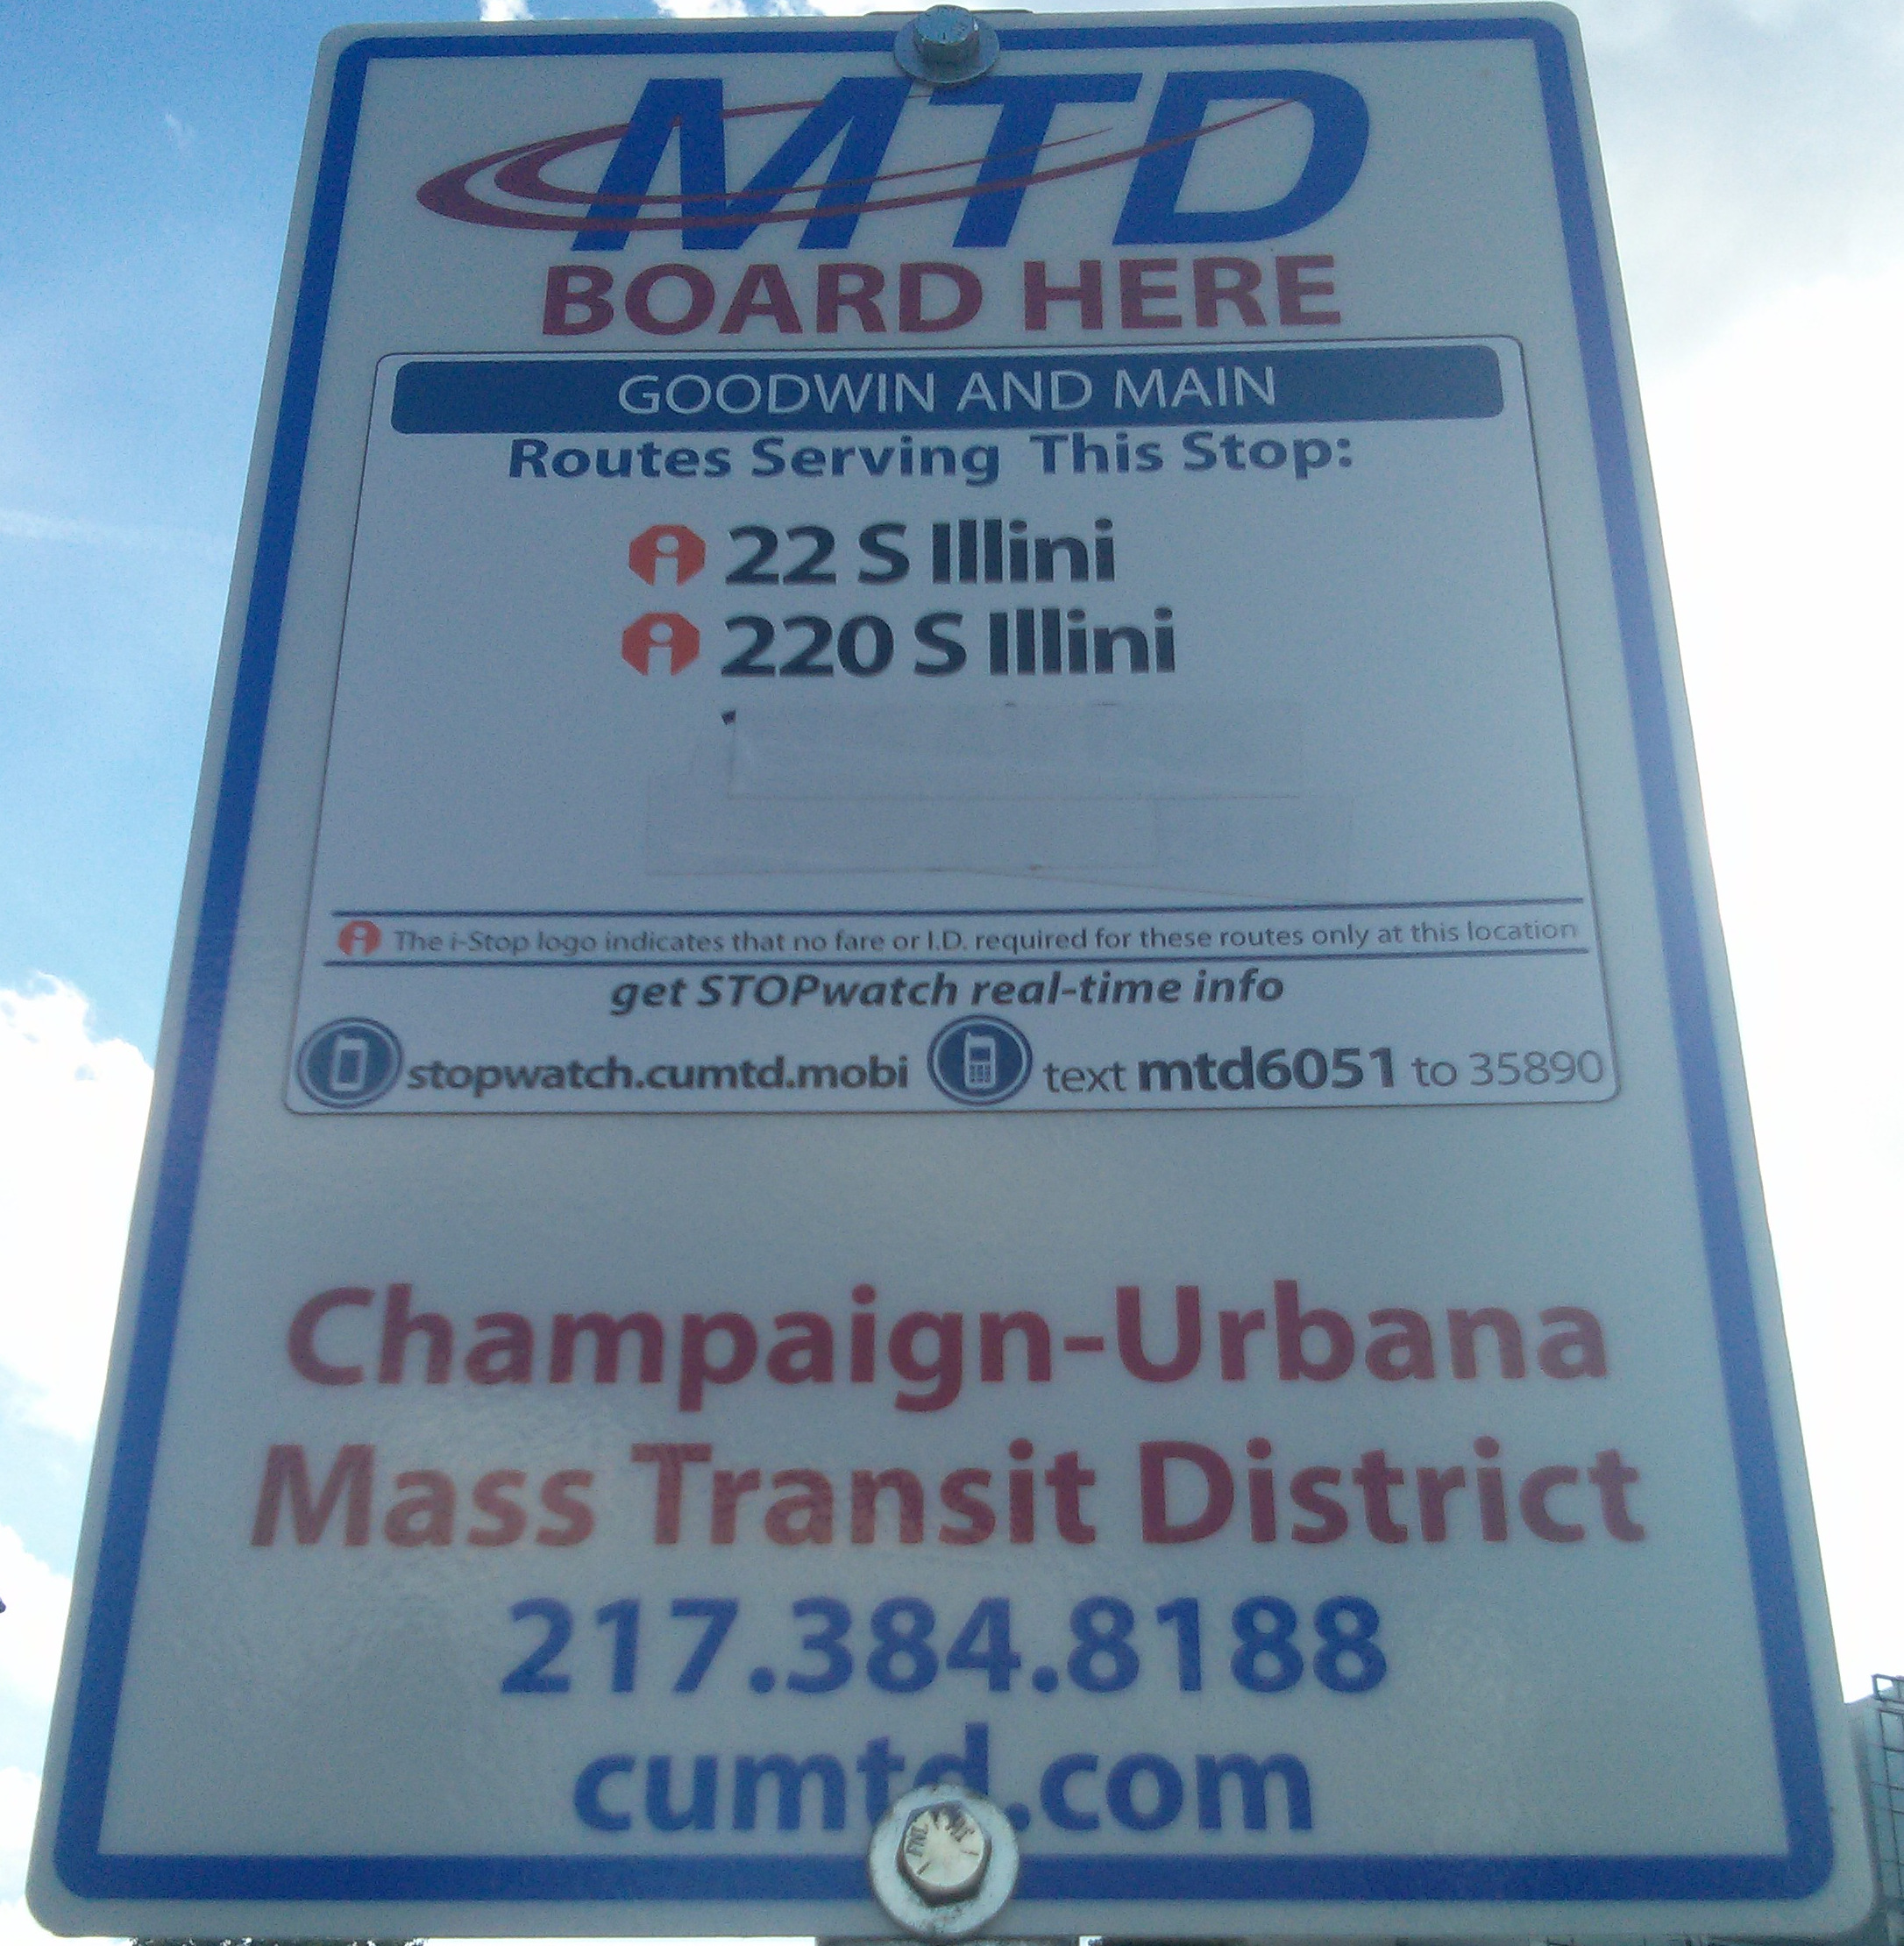 MTD
BOARD HERE
GOODWIN AND MAIN
Routes Serving This Stop:
i 22 S Illini
i 220 S Illini
i The i-Stop logo indicates that no fare or I.D. required for these routes only at this location
get STOPwatch real-time info
stopwatch.cumtd.mobi text mtd6051 to 35890
Champaign-Urbana
Mass Transit District
217.384.8188
cumtd.com